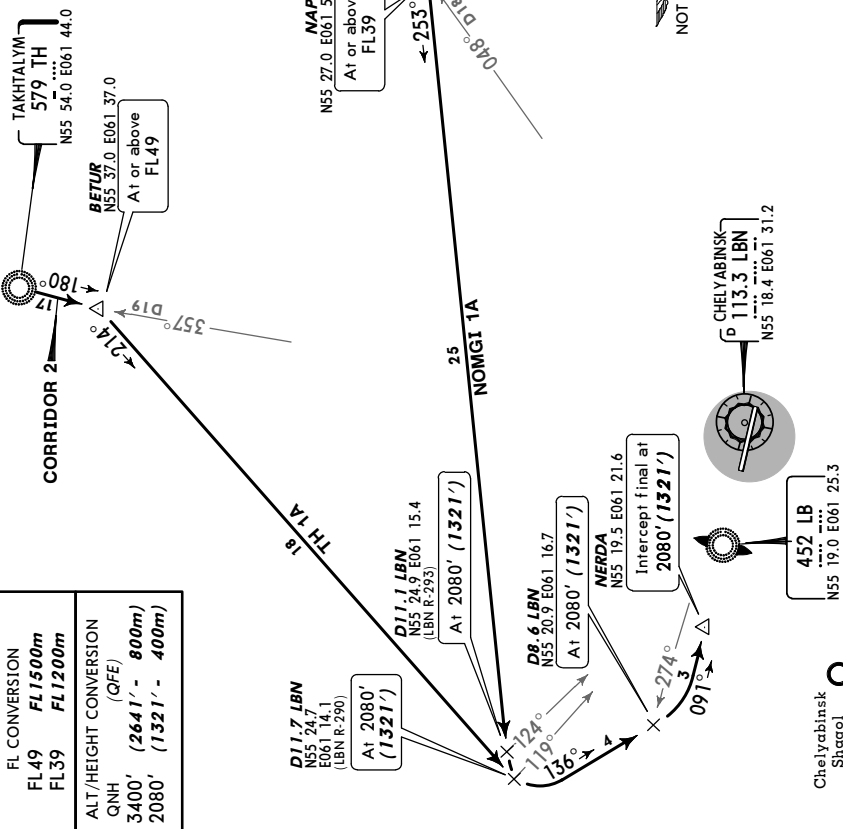 TAKHTALYM
579 TH
N55 54.0 E061 44.0
BETUR
N55 37.0 E061 37.0
At or above
FL49
180°
17
CORRIDOR 2
214°
357°
D19
18
TH 1A
N55 27.0 E061
At or above
FL39
253°
048° D18
NOT
25
NOMGI 1A
FL CONVERSION
FL49 FL1500m
FL39 FL1200m
ALT/HEIGHT CONVERSION
QNH (QFE)
3400' (2641' - 800m)
2080' (1321' - 400m)
D11.7 LBN
N55 24.7
E061 14.1
(LBN R-290)
At 2080'
(1321')
D11.1 LBN
N55 24.9 E061 15.4
(LBN R-293)
At 2080' (1321')
124°
119°
136°
4
D8.6 LBN
N55 20.9 E061 16.7
At 2080' (1321')
NERDA
N55 19.5 E061 21.6
Intercept final at
2080' (1321')
274°
3
091°
CHELYABINSK
D 113.3 LBN
N55 18.4 E061 31.2
452 LB
N55 19.0 E061 25.3
Chelyabinsk
Shagol